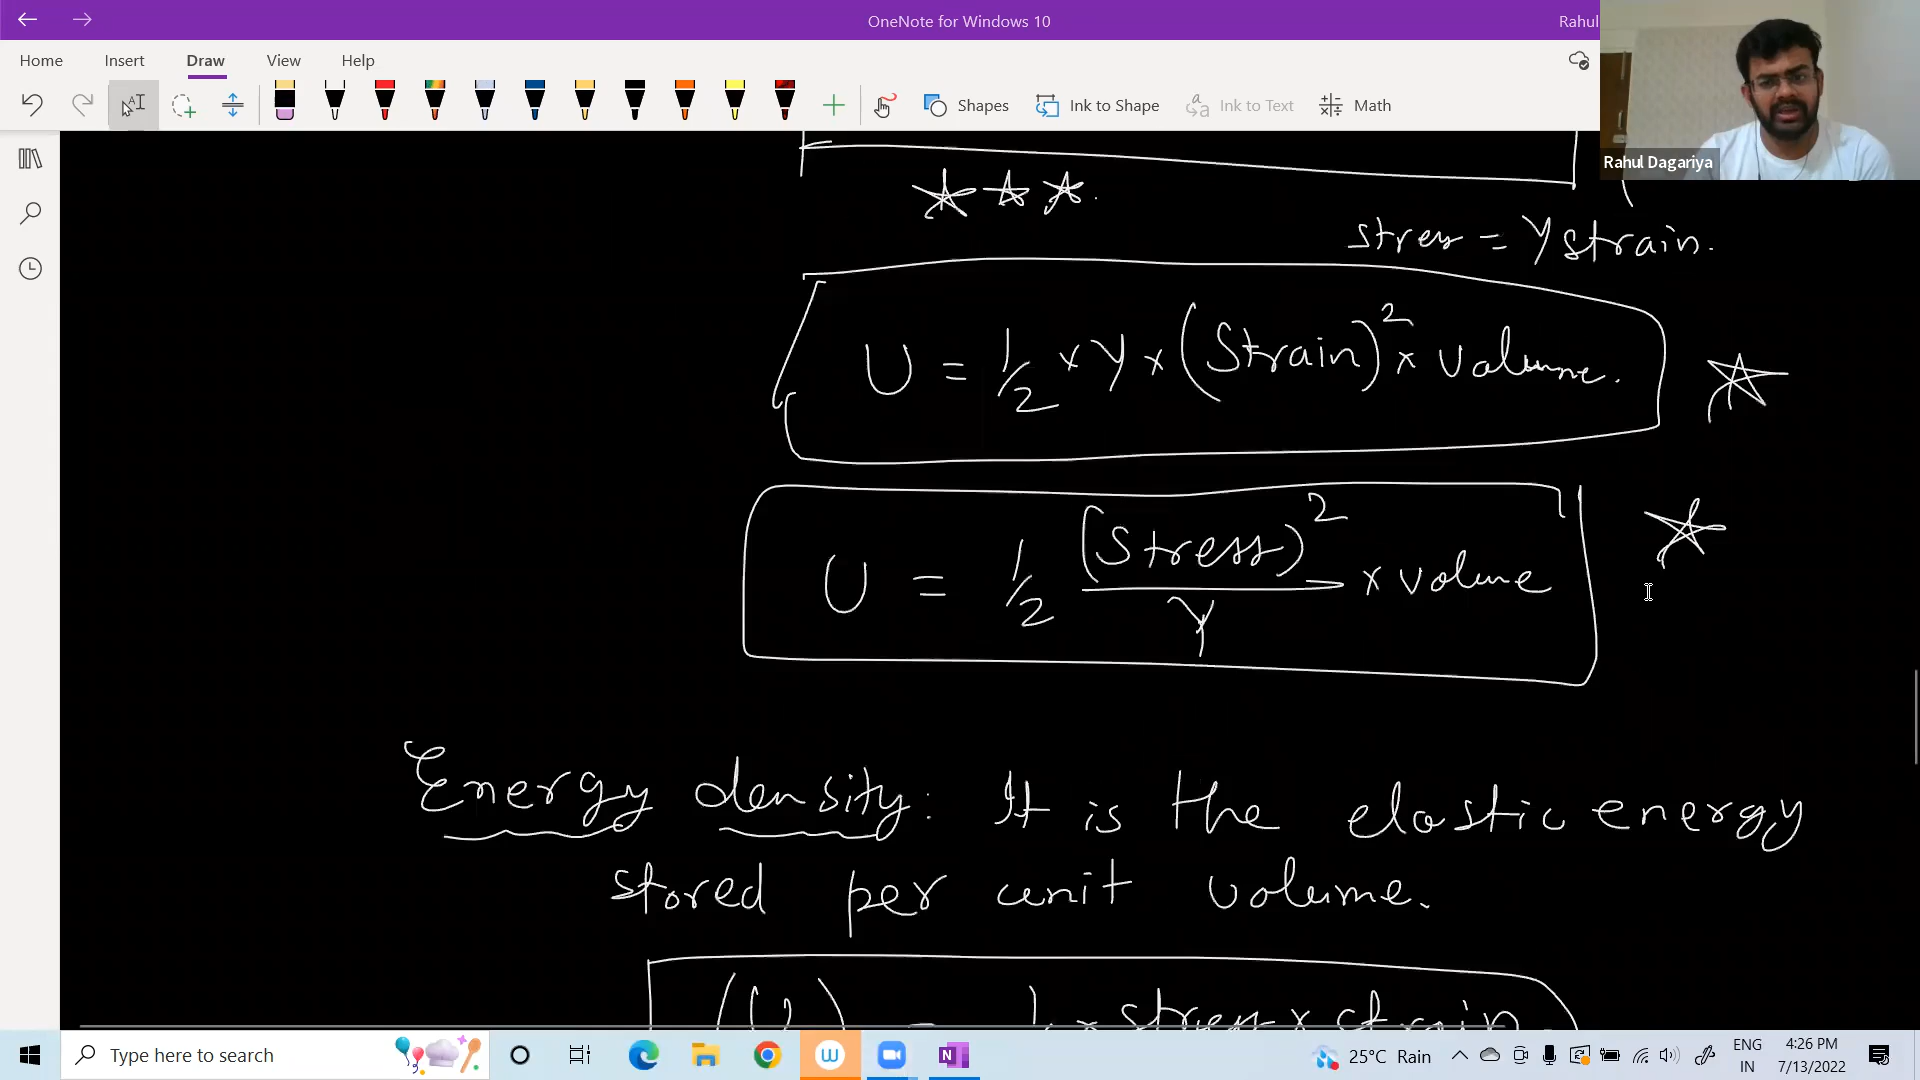 OneNote for Windows 10
Rahul
Home Insert Draw View Help
Shapes Ink to Shape Ink to Text Math
Rahul Dagariya
stress = Y strain.
U = 1/2 × Y × (Strain)² × volume.
U = 1/2 (Stress)²/Y × volume
Energy density: It is the elastic energy
stored per unit volume.
(U) = 1 × stress × strain.
Type here to search
25°C Rain
ENG
IN
4:26 PM
7/13/2022